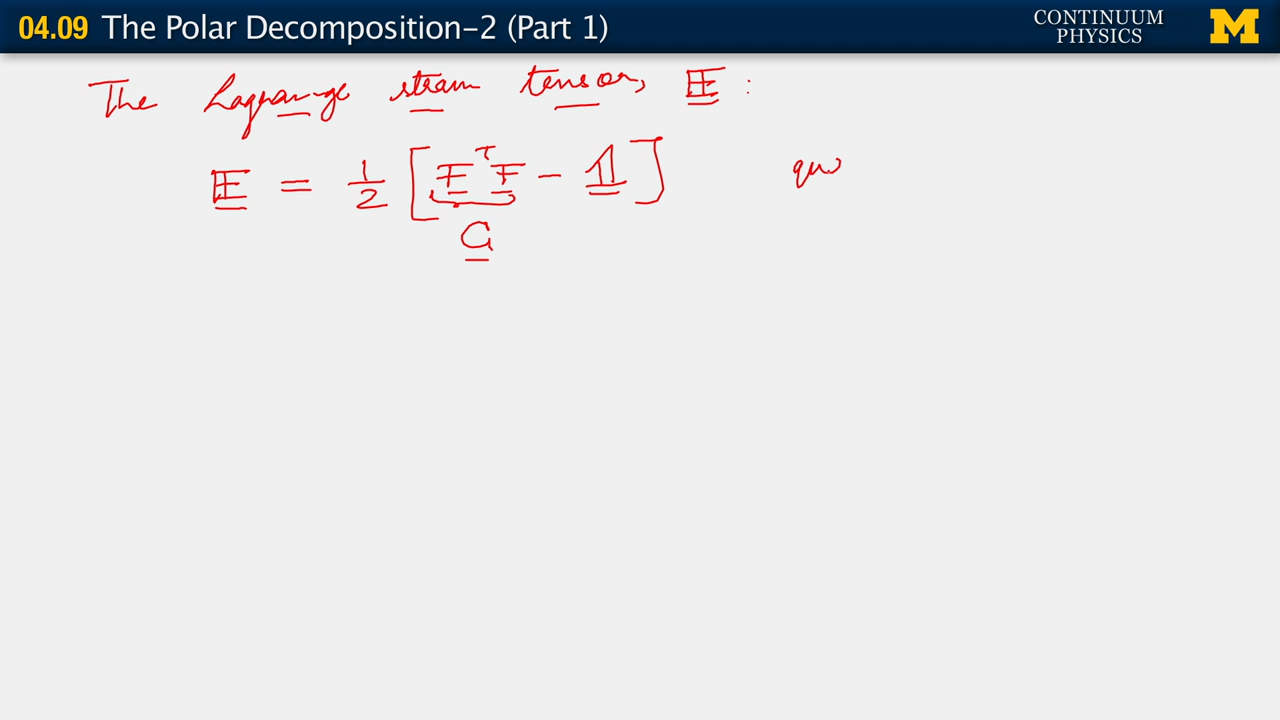 04.09 The Polar Decomposition-2 (Part 1)
CONTINUUM
PHYSICS
M
The Lagrange strain tensor, E :
E = 1/2 [ F^T F - 1 ]
C